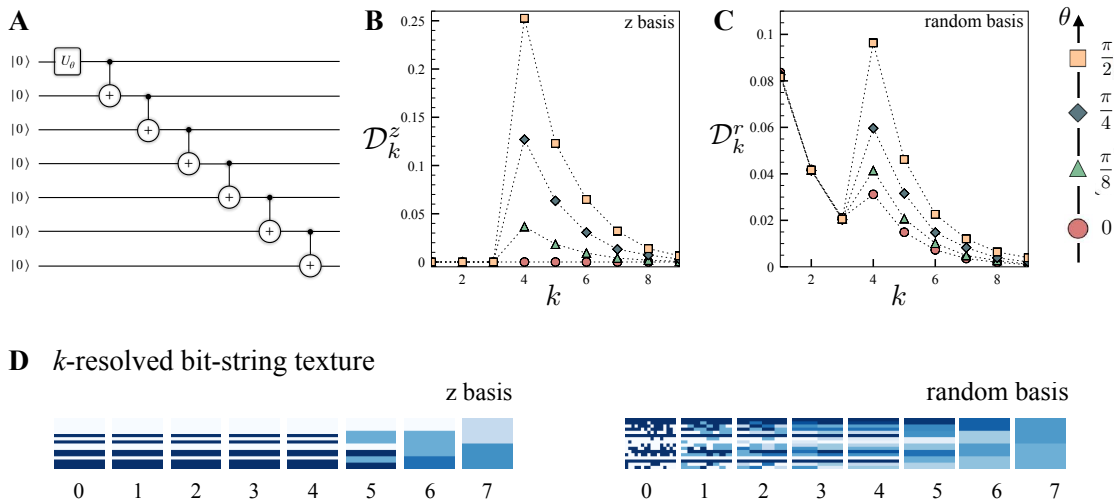 A
|0⟩ U_θ
|0⟩ +
|0⟩ +
|0⟩ +
|0⟩ +
|0⟩ +
|0⟩ +
B
z basis
0.25
0.2
0.15
0.1
0.05
0
𝒟_k^z
2 4 6 8
k
C
random basis
0.1
0.08
0.06
0.04
0.02
0
𝒟_k^r
2 4 6 8
k
θ
π/2
π/4
π/8,
0
D k-resolved bit-string texture
z basis
0 1 2 3 4 5 6 7
random basis
0 1 2 3 4 5 6 7